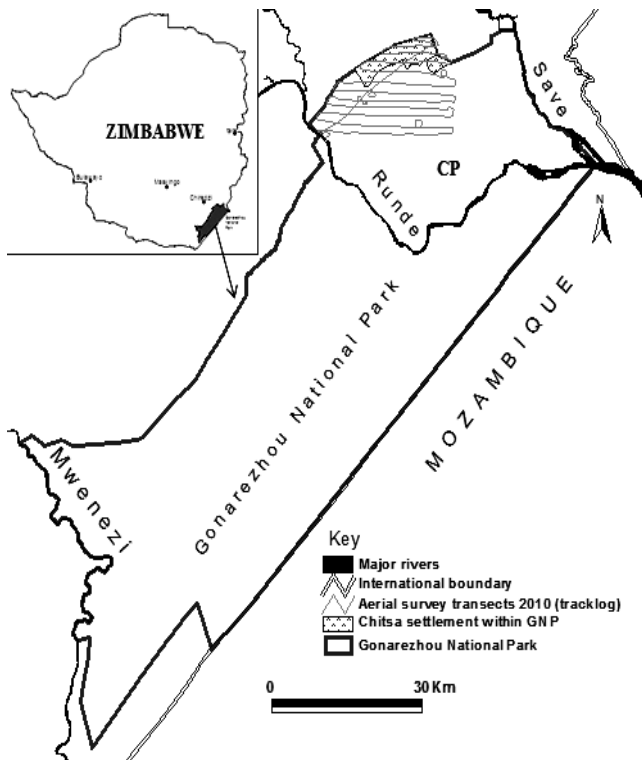 ZIMBABWE
Save
CP
Runde
N
Gonarezhou National Park
MOZAMBIQUE
Mwenezi
Key
Major rivers
International boundary
Aerial survey transects 2010 (tracklog)
Chitsa settlement within GNP
Gonarezhou National Park
0 30 Km